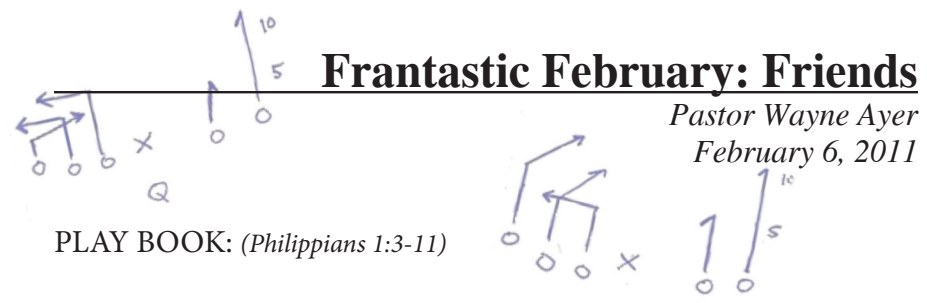 Frantastic February: Friends
Pastor Wayne Ayer
February 6, 2011
10
5
O O O X O O
Q
PLAY BOOK: (Philippians 1:3-11)
10
5
O O O X O O